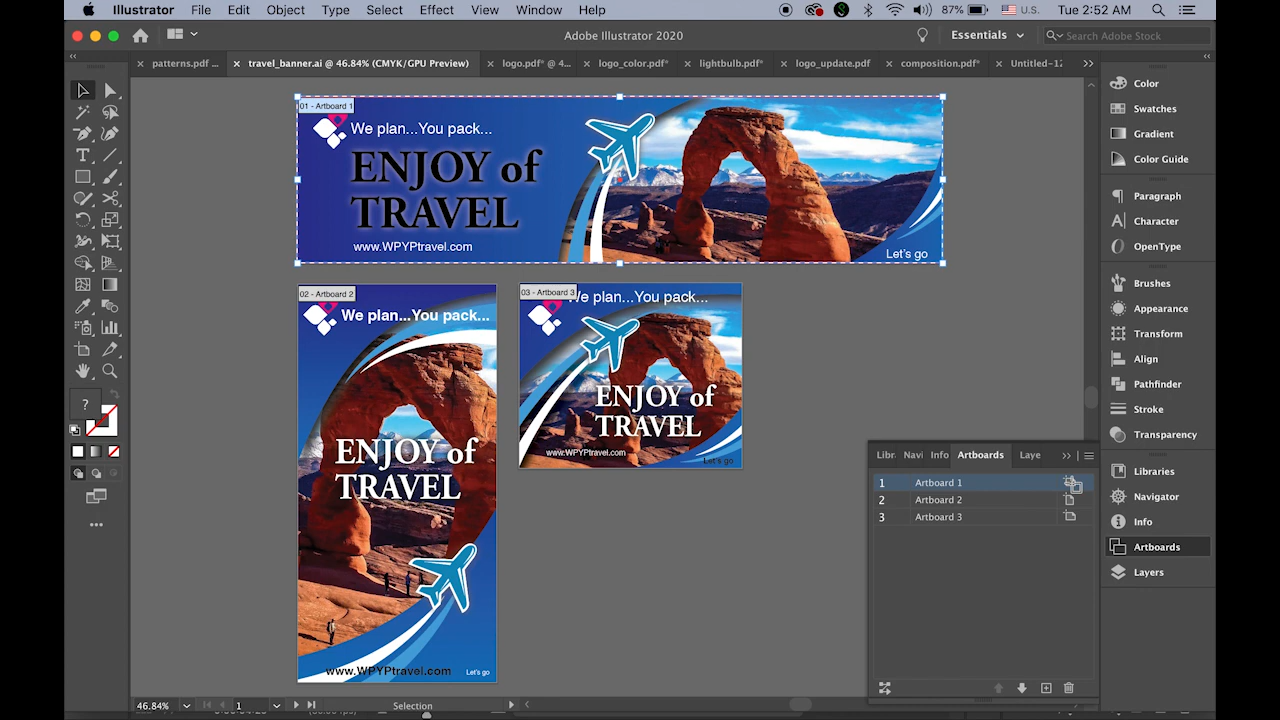 Illustrator File Edit Object Type Select Effect View Window Help 87% U.S. Tue 2:52 AM
Adobe Illustrator 2020 Essentials Search Adobe Stock
patterns.pdf ... travel_banner.ai @ 46.84% (CMYK/GPU Preview) logo.pdf* @ 4... logo_color.pdf* lightbulb.pdf* logo_update.pdf composition.pdf* Untitled-12
01 - Artboard 1
We plan...You pack...
ENJOY of
TRAVEL
www.WPYPtravel.com
Let's go
02 - Artboard 2
We plan...You pack...
ENJOY of
TRAVEL
www.WPYPtravel.com
Let's go
03 - Artboard 3
We plan...You pack...
ENJOY of
TRAVEL
www.WPYPtravel.com
Let's go
?
Color
Swatches
Gradient
Color Guide
Paragraph
Character
OpenType
Brushes
Appearance
Transform
Align
Pathfinder
Stroke
Transparency
Libraries
Navigator
Info
Artboards
Layers
Libr Navi Info Artboards Laye
1 Artboard 1
2 Artboard 2
3 Artboard 3
46.84% 1 Selection